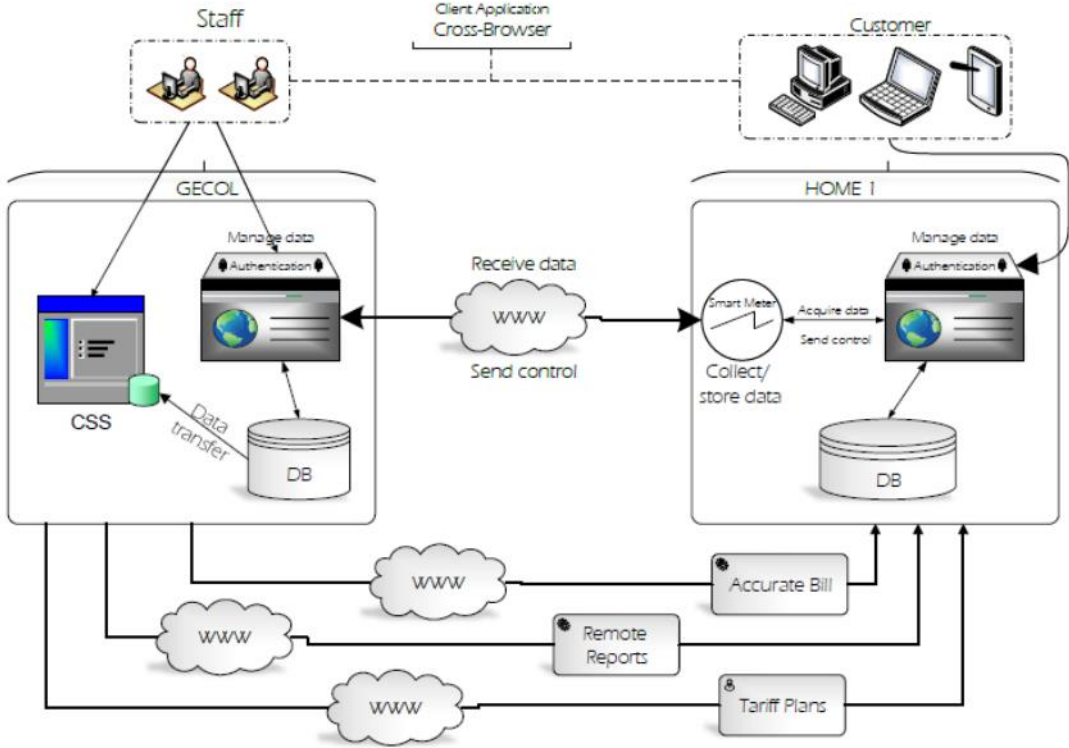 Staff
Client Application
Cross-Browser
Customer
GECOL
HOME 1
Manage data
Authentication
CSS
Data
transfer
DB
Receive data
WWW
Send control
Smart Meter
Collect/
store data
Acquire data
Send control
Manage data
Authentication
DB
WWW
Accurate Bill
WWW
Remote
Reports
WWW
Tariff Plans